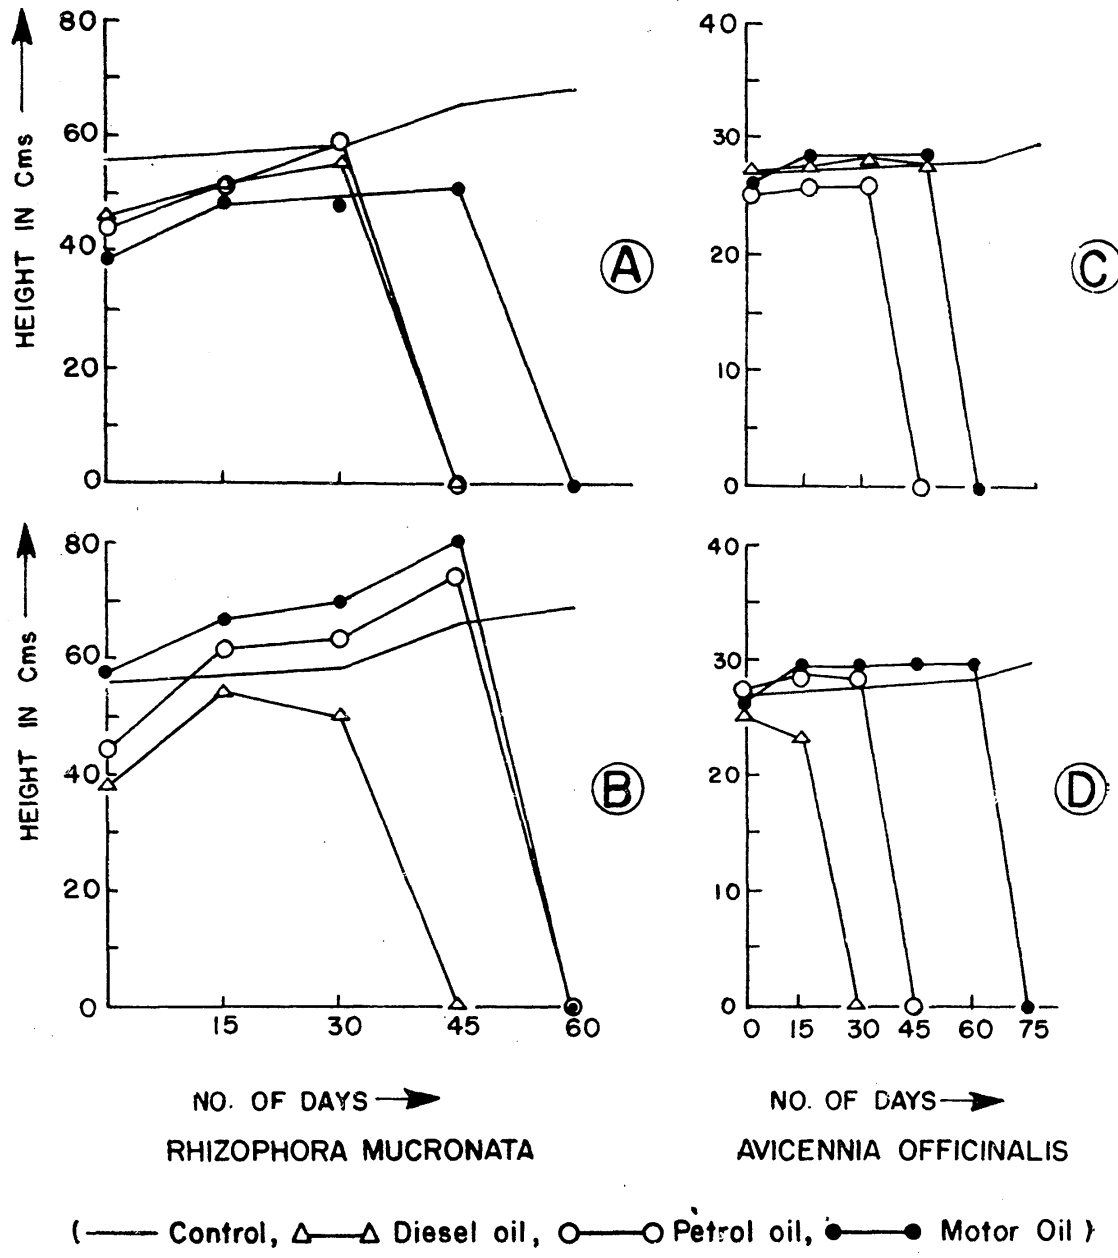 80
60
40
20
0
HEIGHT IN Cms
A
40
30
20
10
0
C
80
60
40
20
0
15 30 45 60
HEIGHT IN Cms
B
40
30
20
10
0
0 15 30 45 60 75
D
NO. OF DAYS
NO. OF DAYS
RHIZOPHORA MUCRONATA
AVICENNIA OFFICINALIS
( Control, Diesel oil, Petrol oil, Motor Oil )